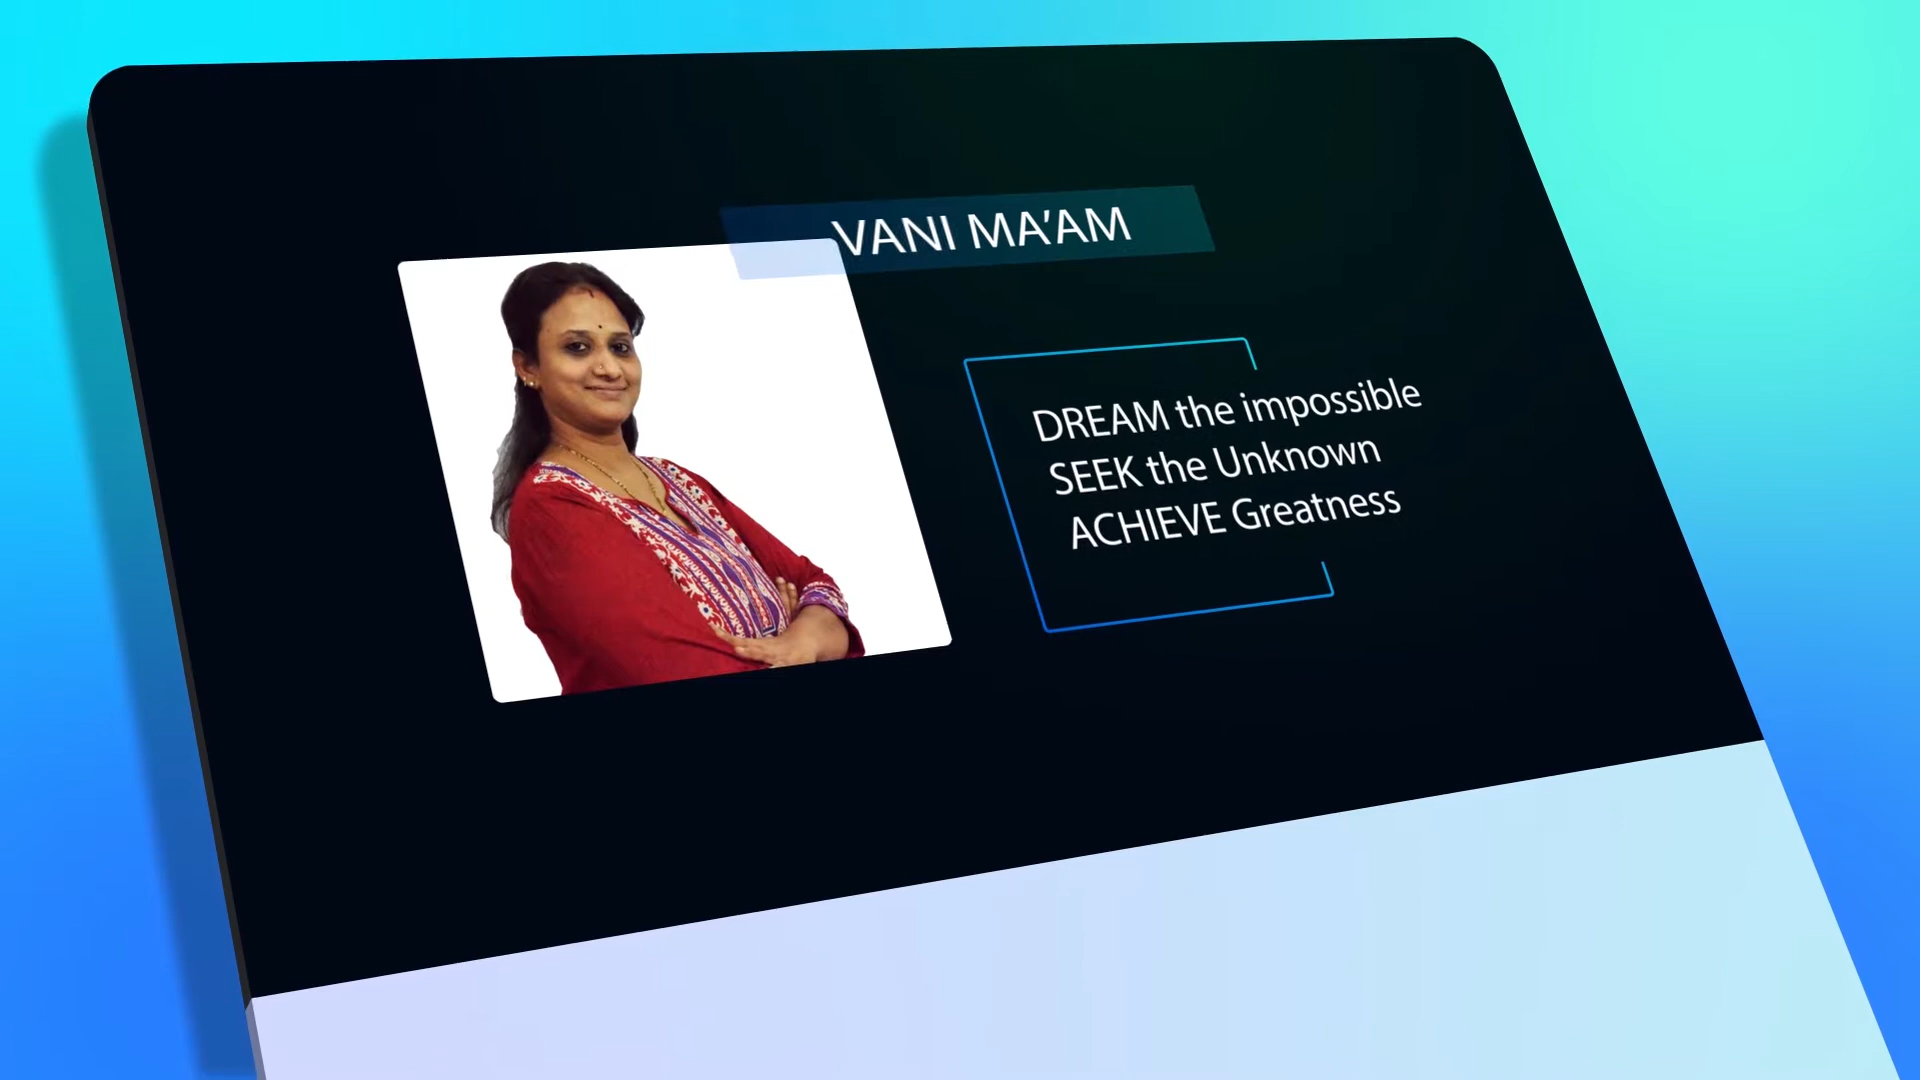 VANI MA'AM
DREAM the impossible
SEEK the Unknown
ACHIEVE Greatness